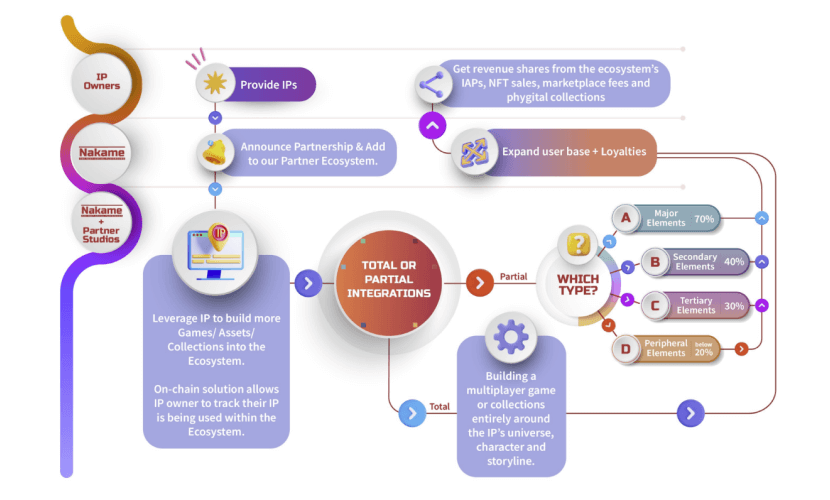 IP
Owners
Provide IPs
Get revenue shares from the ecosystem's
IAPs, NFT sales, marketplace fees and
phygital collections
Nakame
Announce Partnership & Add
to our Partner Ecosystem.
Expand user base + Loyalties
Nakame
+
Partner
Studios
IP
Leverage IP to build more
Games/ Assets/
Collections into the
Ecosystem.
On-chain solution allows
IP owner to track their IP
is being used within the
Ecosystem.
TOTAL OR
PARTIAL
INTEGRATIONS
Partial
?
WHICH
TYPE?
A
Major
Elements 70%
B
Secondary
Elements 40%
C
Tertiary
Elements 30%
D
Peripheral below
Elements 20%
Total
Building a
multiplayer game
or collections
entirely around
the IP's universe,
character and
storyline.